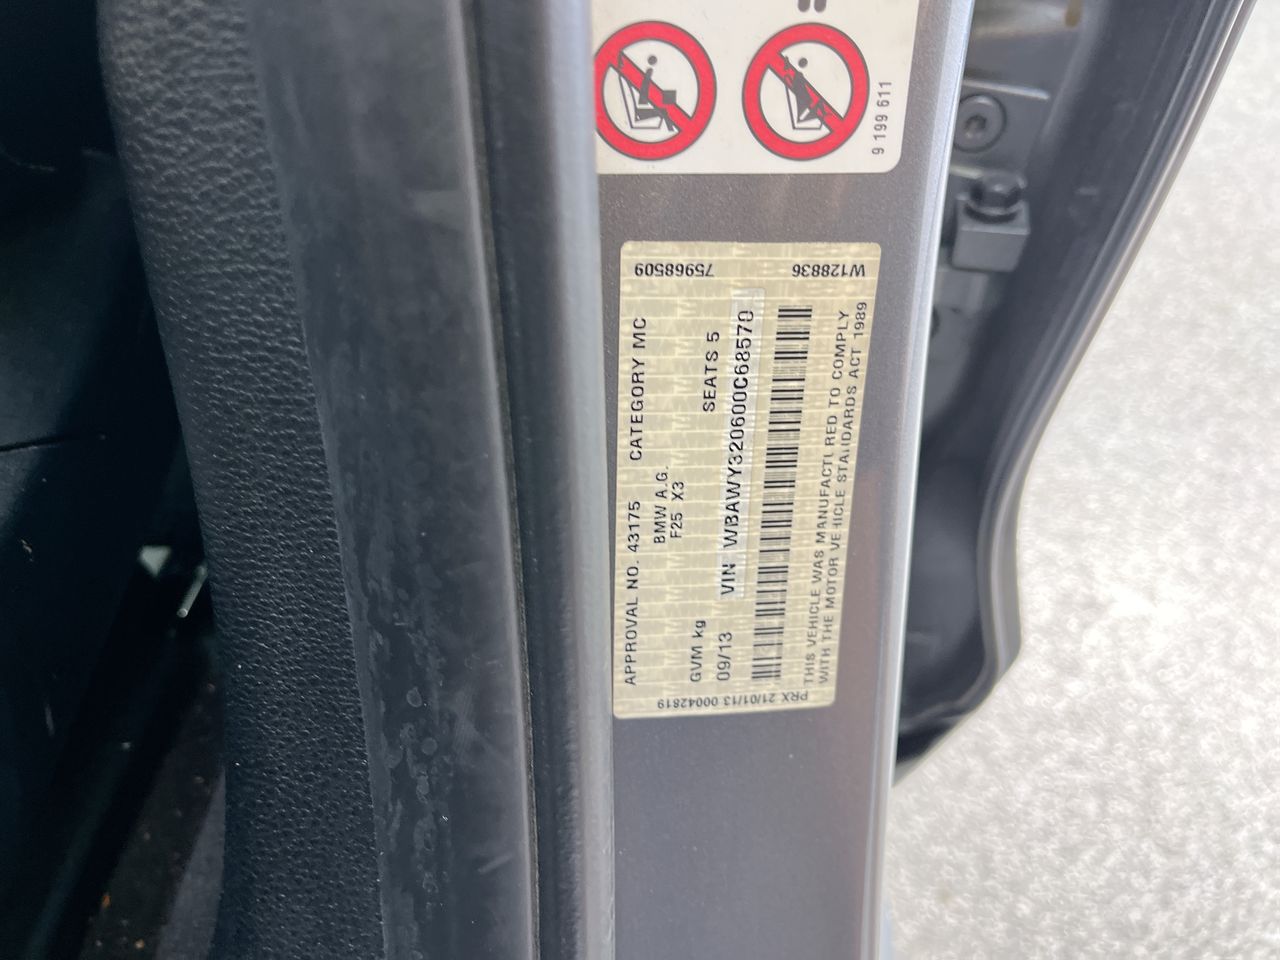 9 199 611
75968509 W128836
APPROVAL NO. 43175 CATEGORY MC
BMW A.G.
F25 X3
GVM kg SEATS 5
09/13 VIN WBAWY320600C68570
THIS VEHICLE WAS MANUFACTURED TO COMPLY
WITH THE MOTOR VEHICLE STANDARDS ACT 1989
PRX 21/01/13 00042819